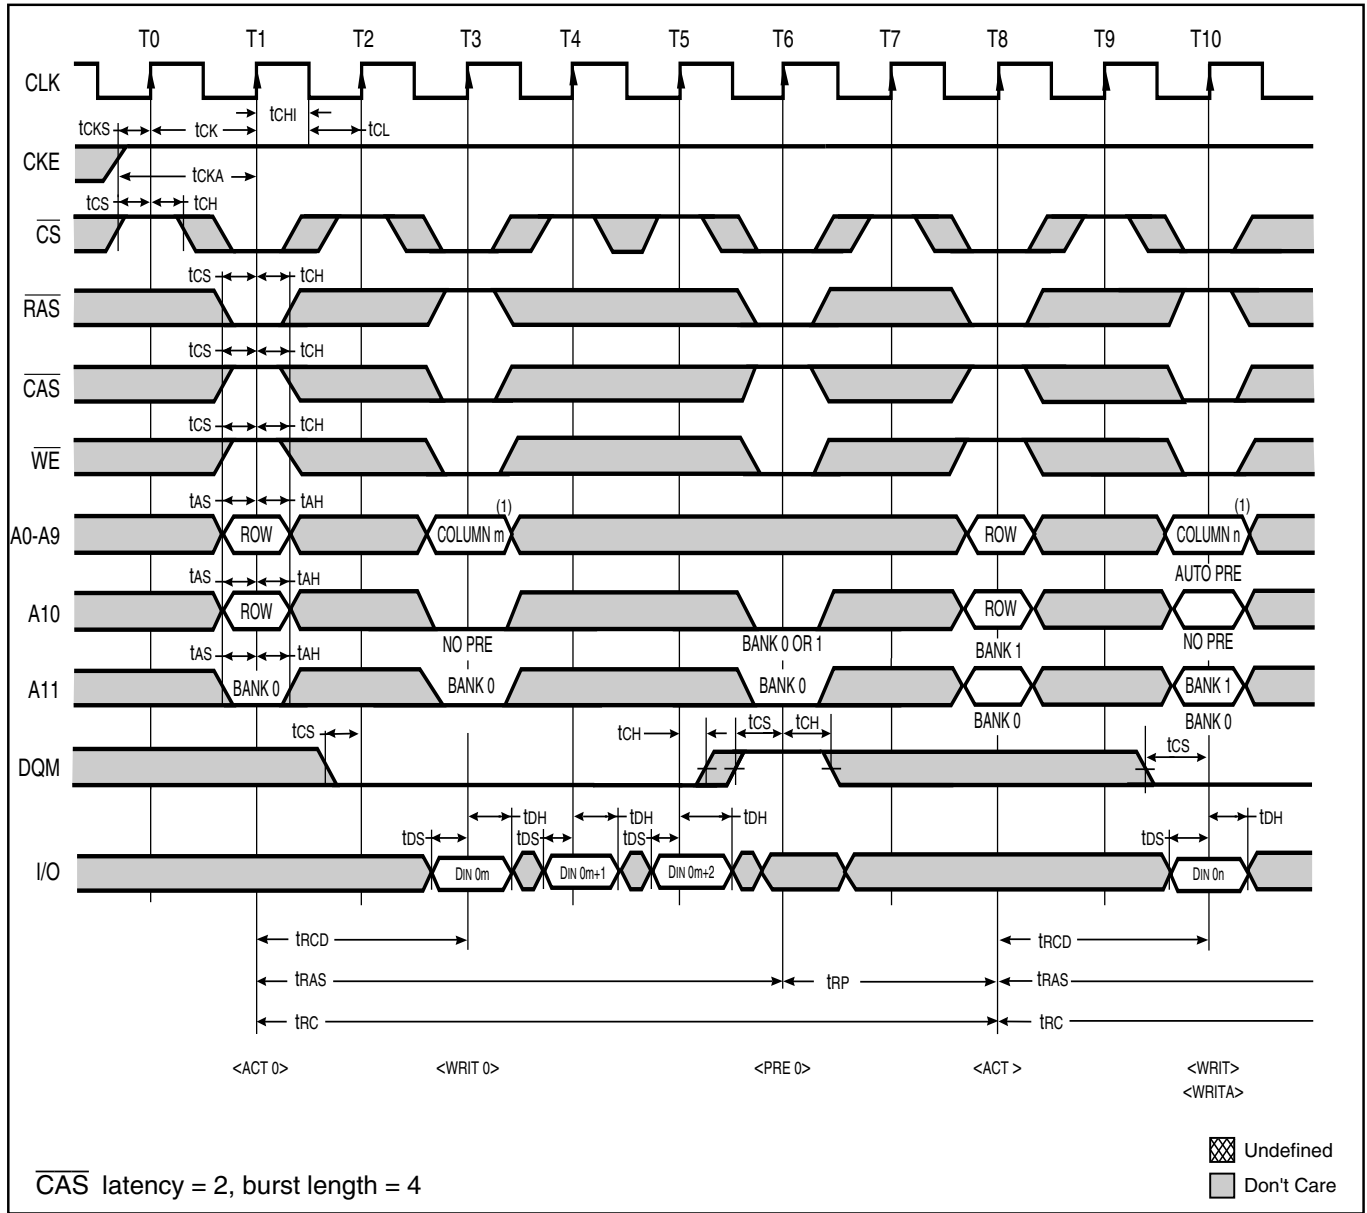 T0 T1 T2 T3 T4 T5 T6 T7 T8 T9 T10
CLK
tCHI
tCKS tCK tCL
CKE
tCKA
tCS tCH
CS
tCS tCH
RAS
tCS tCH
CAS
tCS tCH
WE
tAS tAH (1) (1)
A0-A9 ROW COLUMN m ROW COLUMN n
tAS tAH AUTO PRE
A10 ROW ROW
NO PRE BANK 0 OR 1 BANK 1 NO PRE
tAS tAH
A11 BANK 0 BANK 0 BANK 0 BANK 1
BANK 0 BANK 0
tCS tCH tCS tCH tCS
DQM
tDS tDH tDS tDH tDS tDH tDS tDH
I/O DIN 0m DIN 0m+1 DIN 0m+2 DIN 0n
tRCD tRCD
tRAS tRP tRAS
tRC tRC
<ACT 0> <WRIT 0> <PRE 0> <ACT > <WRIT>
<WRITA>
Undefined
CAS latency = 2, burst length = 4 Don't Care